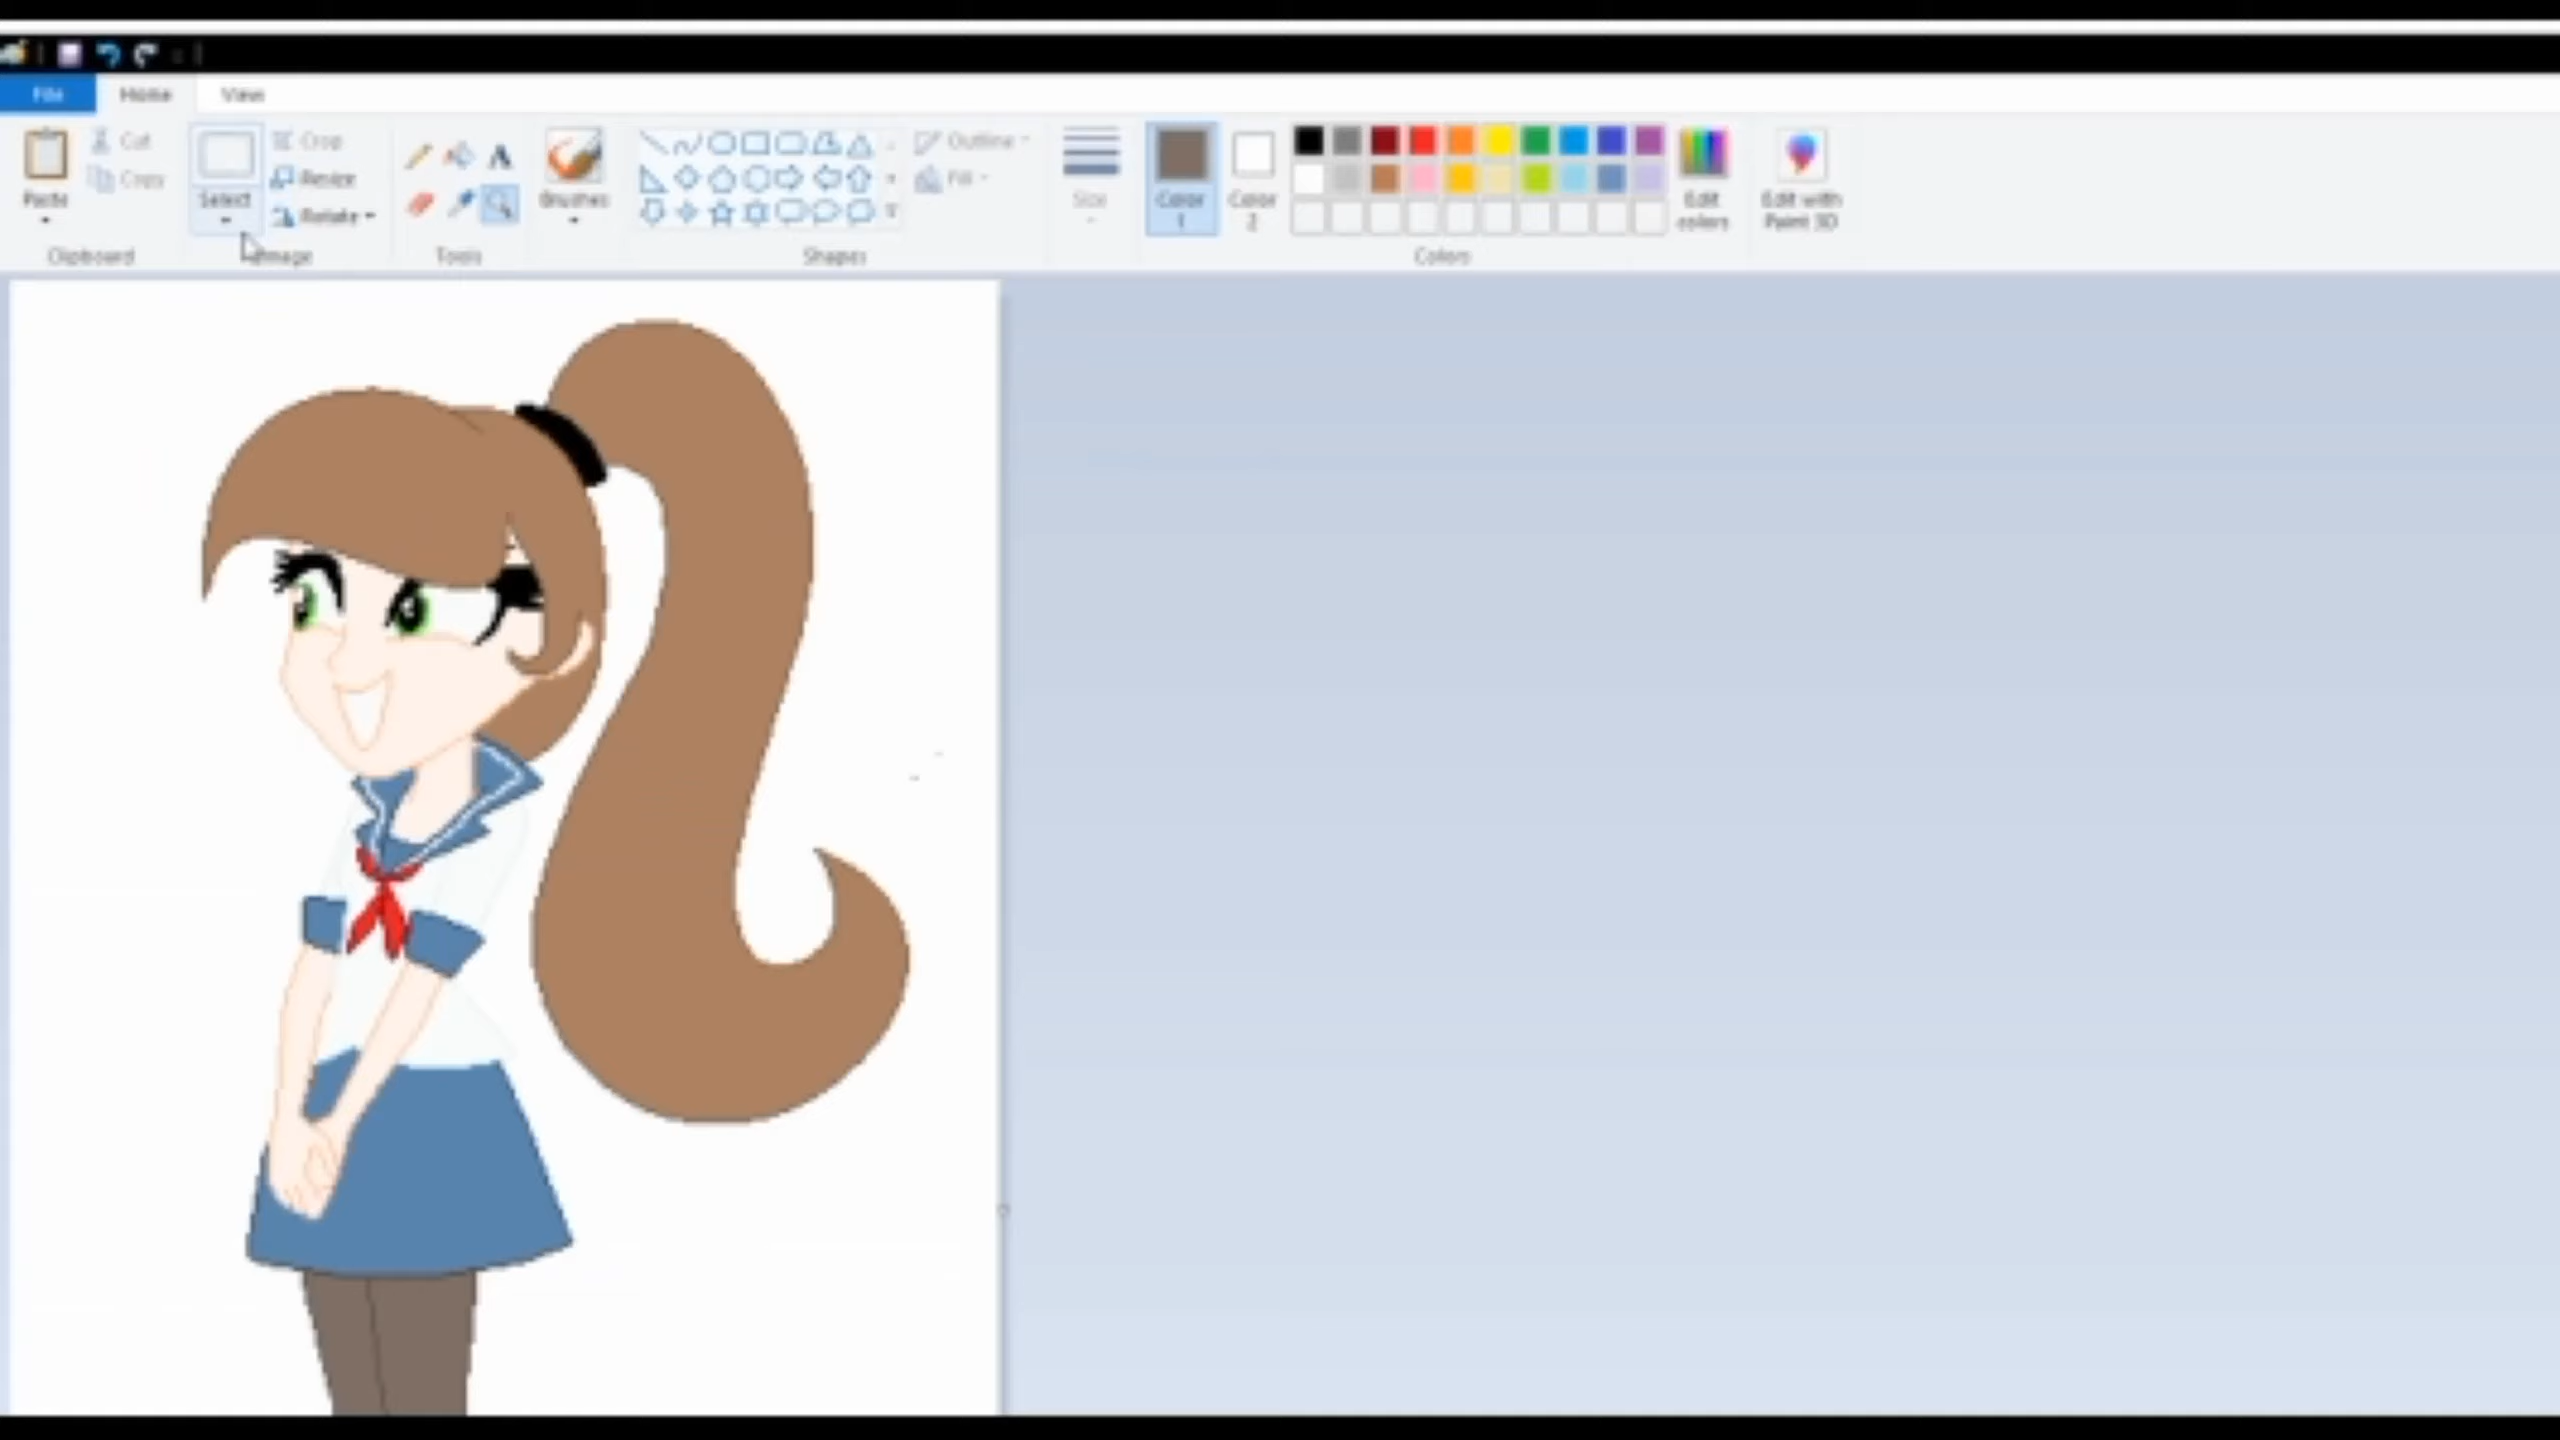 File Home View
Cut Crop Outline
Copy Resize Fill
Paste Select Rotate Brushes Size Color 1 Color 2 Edit colors Edit with Paint 3D
Clipboard Image Tools Shapes Colors